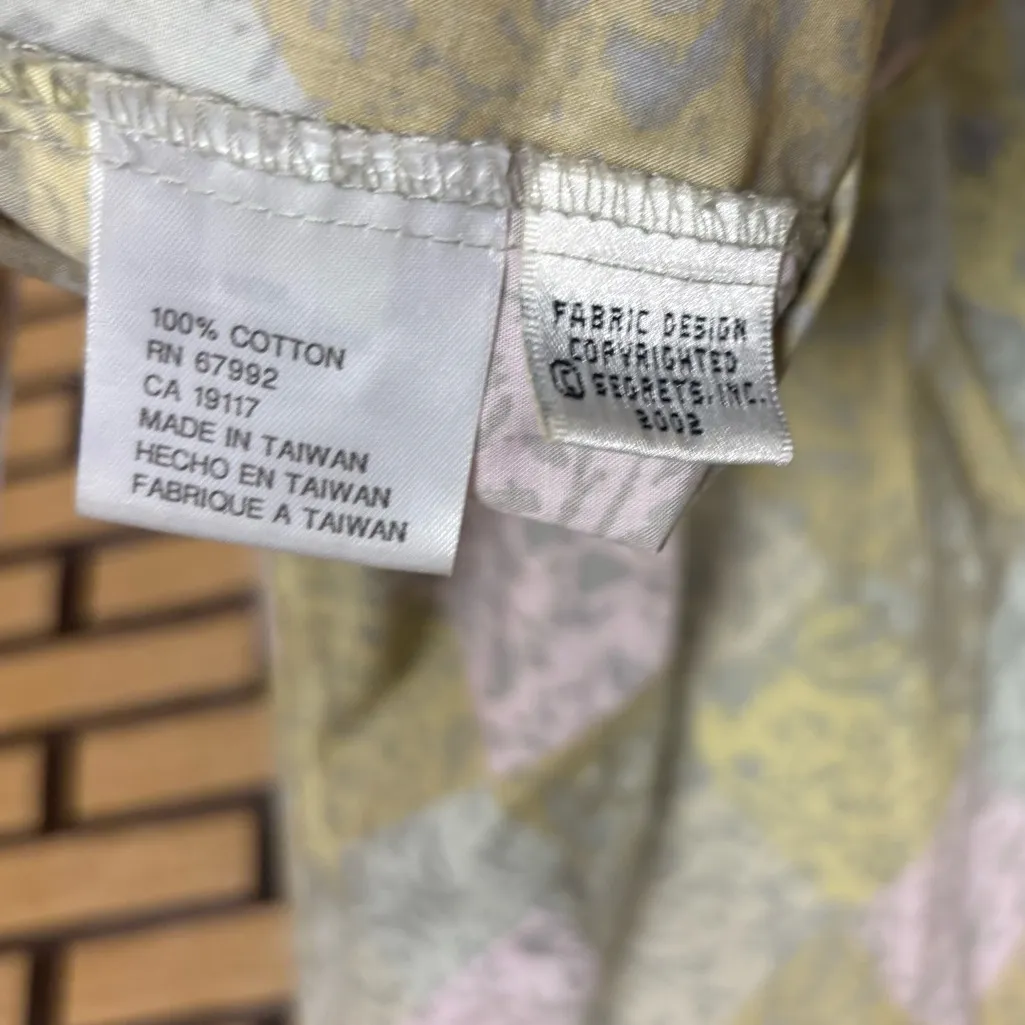 100% COTTON
RN 67992
CA 19117
MADE IN TAIWAN
HECHO EN TAIWAN
FABRIQUE A TAIWAN
FABRIC DESIGN
COPYRIGHTED
© SEGRETS, INC.
2002